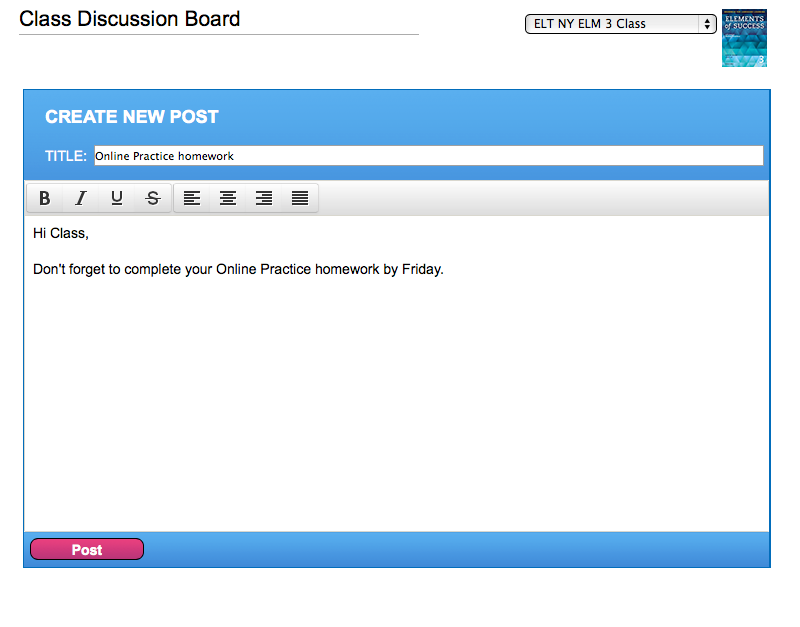 Class Discussion Board
ELT NY ELM 3 Class
ELEMENTS
of SUCCESS
3
CREATE NEW POST
TITLE: Online Practice homework
B I U S
Hi Class,
Don't forget to complete your Online Practice homework by Friday.
Post